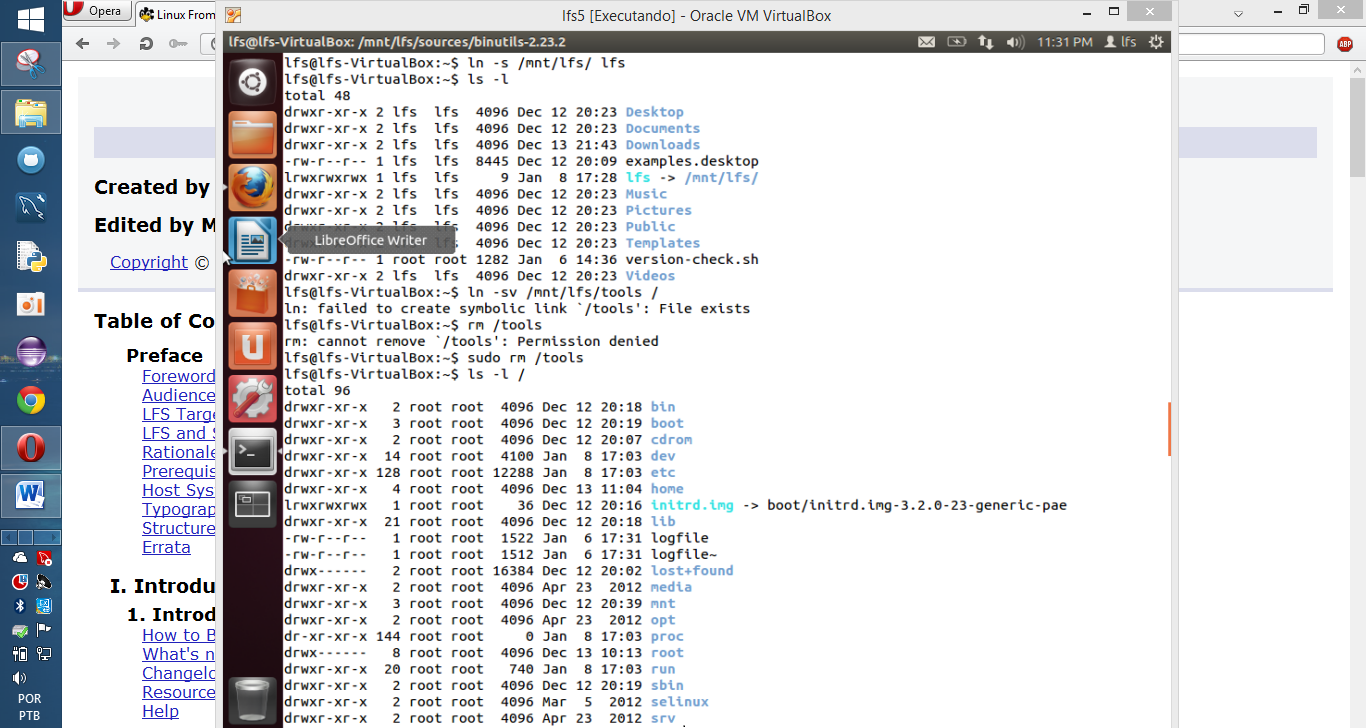 Opera
Linux From
lfs5 [Executando] - Oracle VM VirtualBox
lfs@lfs-VirtualBox: /mnt/lfs/sources/binutils-2.23.2
11:31 PM
lfs
ABP
Created by
Edited by M
Copyright ©
Table of Co
Preface
Foreword
Audience
LFS Targe
LFS and S
Rationale
Prerequis
Host Sys
Typograp
Structure
Errata
I. Introdu
1. Introd
How to B
What's n
Changelo
Resource
Help
lfs@lfs-VirtualBox:~$ ln -s /mnt/lfs/ lfs
lfs@lfs-VirtualBox:~$ ls -l
total 48
drwxr-xr-x 2 lfs  lfs  4096 Dec 12 20:23 Desktop
drwxr-xr-x 2 lfs  lfs  4096 Dec 12 20:23 Documents
drwxr-xr-x 2 lfs  lfs  4096 Dec 13 21:43 Downloads
-rw-r--r-- 1 lfs  lfs  8445 Dec 12 20:09 examples.desktop
lrwxrwxrwx 1 lfs  lfs     9 Jan  8 17:28 lfs -> /mnt/lfs/
drwxr-xr-x 2 lfs  lfs  4096 Dec 12 20:23 Music
drwxr-xr-x 2 lfs  lfs  4096 Dec 12 20:23 Pictures
drwxr-xr-x 2 lfs  lfs  4096 Dec 12 20:23 Public
LibreOffice Writer
4096 Dec 12 20:23 Templates
-rw-r--r-- 1 root root 1282 Jan  6 14:36 version-check.sh
drwxr-xr-x 2 lfs  lfs  4096 Dec 12 20:23 Videos
lfs@lfs-VirtualBox:~$ ln -sv /mnt/lfs/tools /
ln: failed to create symbolic link `/tools': File exists
lfs@lfs-VirtualBox:~$ rm /tools
rm: cannot remove `/tools': Permission denied
lfs@lfs-VirtualBox:~$ sudo rm /tools
lfs@lfs-VirtualBox:~$ ls -l /
total 96
drwxr-xr-x   2 root root  4096 Dec 12 20:18 bin
drwxr-xr-x   3 root root  4096 Dec 12 20:19 boot
drwxr-xr-x   2 root root  4096 Dec 12 20:07 cdrom
drwxr-xr-x  14 root root  4100 Jan  8 17:03 dev
drwxr-xr-x 128 root root 12288 Jan  8 17:03 etc
drwxr-xr-x   4 root root  4096 Dec 13 11:04 home
lrwxrwxrwx   1 root root    36 Dec 12 20:16 initrd.img -> boot/initrd.img-3.2.0-23-generic-pae
drwxr-xr-x  21 root root  4096 Dec 12 20:18 lib
-rw-r--r--   1 root root  1522 Jan  6 17:31 logfile
-rw-r--r--   1 root root  1512 Jan  6 17:31 logfile~
drwx------   2 root root 16384 Dec 12 20:02 lost+found
drwxr-xr-x   2 root root  4096 Apr 23  2012 media
drwxr-xr-x   3 root root  4096 Dec 12 20:39 mnt
drwxr-xr-x   2 root root  4096 Apr 23  2012 opt
dr-xr-xr-x 144 root root     0 Jan  8 17:03 proc
drwx------   8 root root  4096 Dec 13 10:13 root
drwxr-xr-x  20 root root   740 Jan  8 17:03 run
drwxr-xr-x   2 root root  4096 Dec 12 20:19 sbin
drwxr-xr-x   2 root root  4096 Mar  5  2012 selinux
drwxr-xr-x   2 root root  4096 Apr 23  2012 srv
POR
PTB